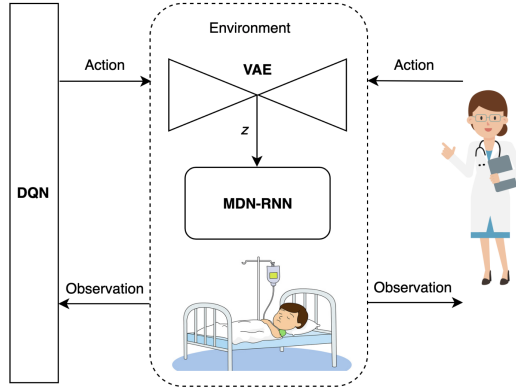 Environment
Action
VAE
Action
z
DQN
MDN-RNN
Observation
Observation